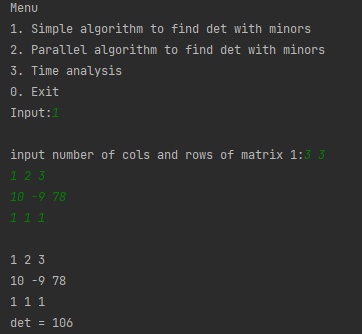 Menu
1. Simple algorithm to find det with minors
2. Parallel algorithm to find det with minors
3. Time analysis
0. Exit
Input:1
input number of cols and rows of matrix 1:3 3
1 2 3
10 -9 78
1 1 1
1 2 3
10 -9 78
1 1 1
det = 106